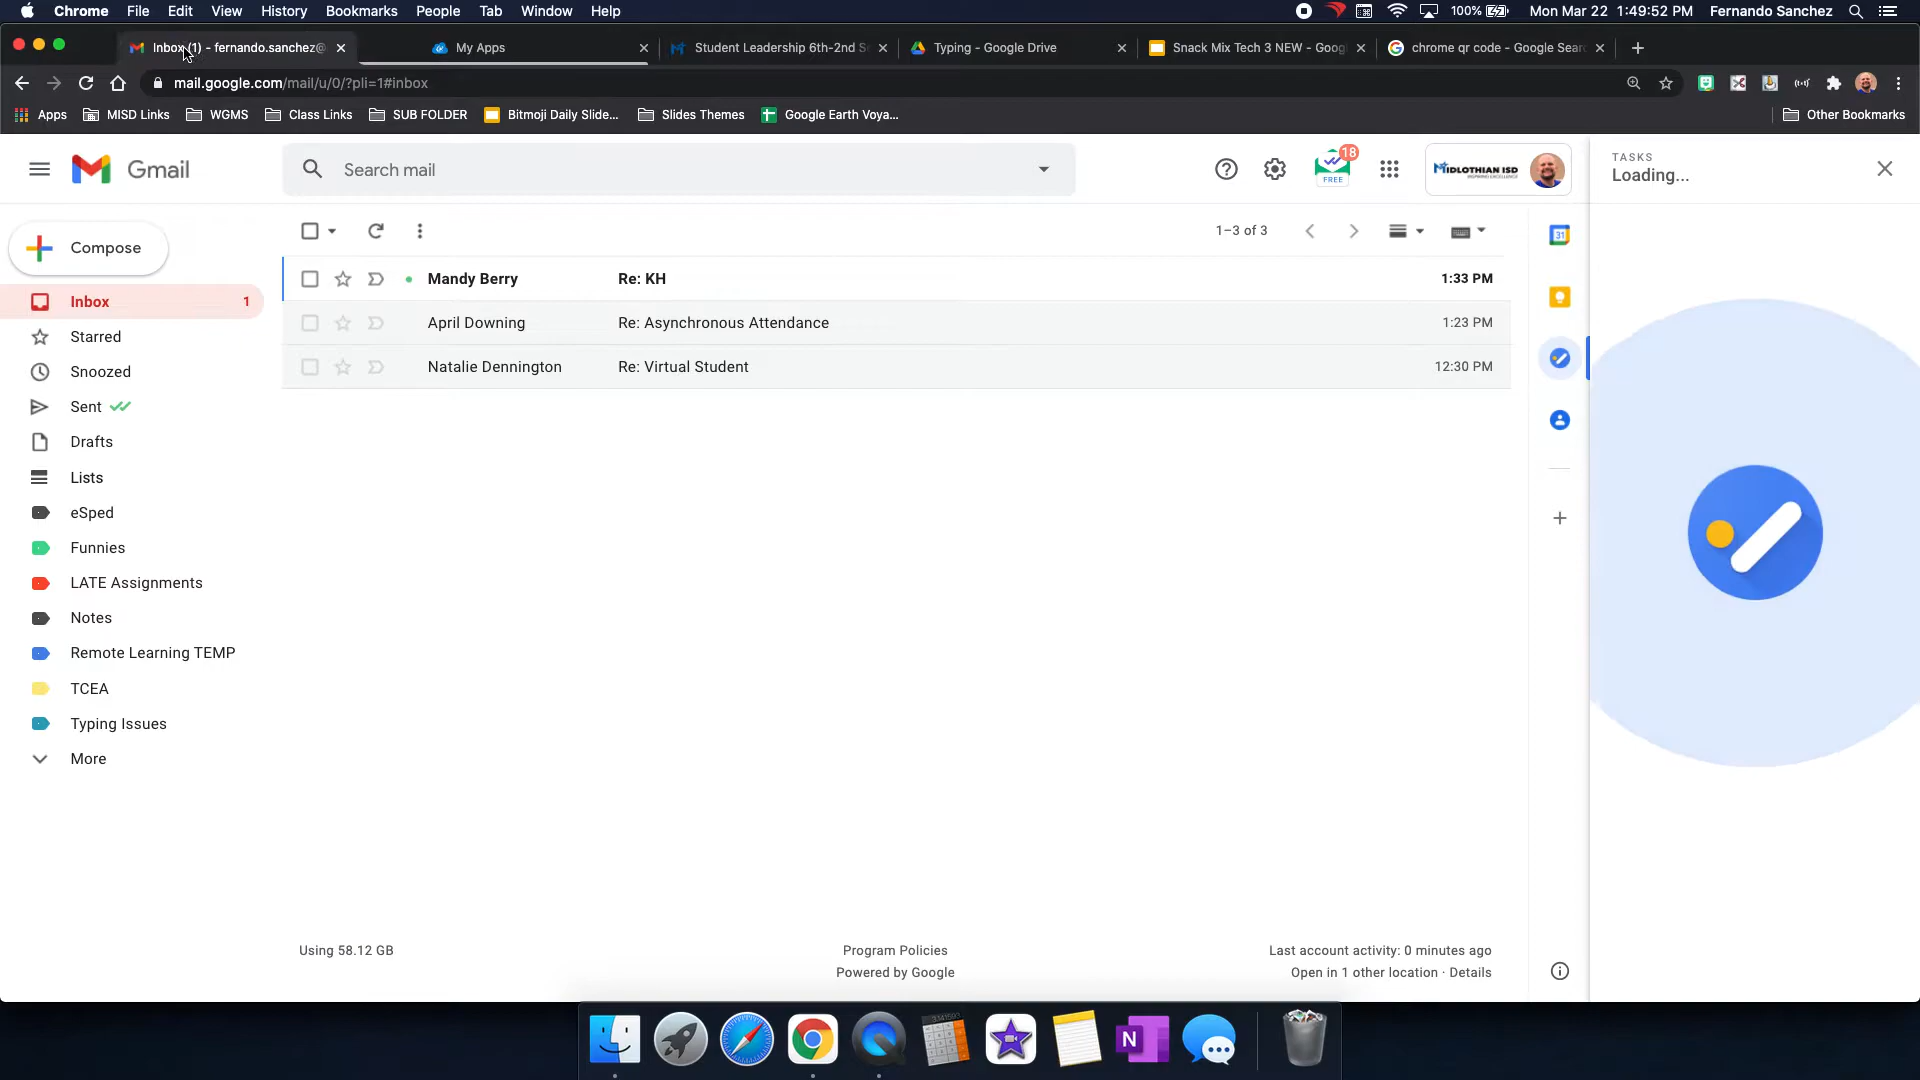 Chrome File Edit View History Bookmarks People Tab Window Help 100% Mon Mar 22 1:49:52 PM Fernando Sanchez
Inbox (1) - fernando.sanchez@ My Apps Student Leadership 6th-2nd S Typing - Google Drive Snack Mix Tech 3 NEW - Goog chrome qr code - Google Sear
mail.google.com/mail/u/0/?pli=1#inbox
Apps MISD Links WGMS Class Links SUB FOLDER Bitmoji Daily Slide... Slides Themes Google Earth Voya... Other Bookmarks
Gmail Search mail 18 FREE MIDLOTHIAN ISD
TASKS
Loading...
Compose
1–3 of 3
31
Inbox 1
Starred
Snoozed
Sent
Drafts
Lists
eSped
Funnies
LATE Assignments
Notes
Remote Learning TEMP
TCEA
Typing Issues
More
Mandy Berry Re: KH 1:33 PM
April Downing Re: Asynchronous Attendance 1:23 PM
Natalie Dennington Re: Virtual Student 12:30 PM
Using 58.12 GB
Program Policies
Powered by Google
Last account activity: 0 minutes ago
Open in 1 other location · Details
N